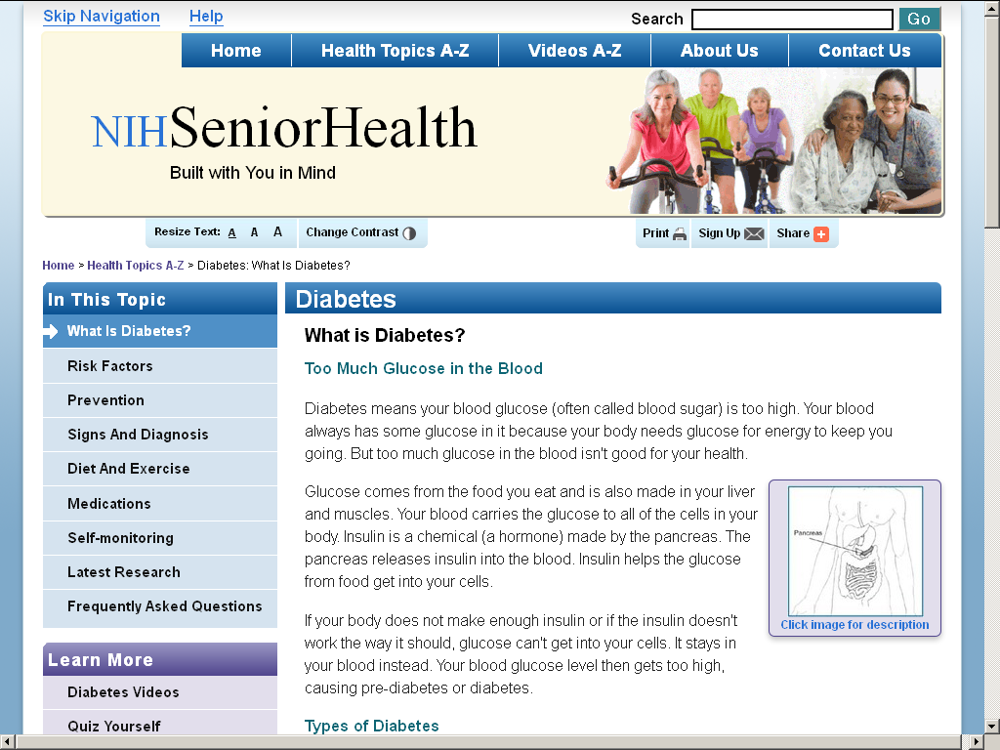 Skip Navigation Help Search Go
Home Health Topics A-Z Videos A-Z About Us Contact Us
NIHSeniorHealth
Built with You in Mind
Resize Text: A A A Change Contrast Print Sign Up Share
Home > Health Topics A-Z > Diabetes: What Is Diabetes?
In This Topic
What Is Diabetes?
Risk Factors
Prevention
Signs And Diagnosis
Diet And Exercise
Medications
Self-monitoring
Latest Research
Frequently Asked Questions
Learn More
Diabetes Videos
Quiz Yourself
Diabetes
What is Diabetes?
Too Much Glucose in the Blood
Diabetes means your blood glucose (often called blood sugar) is too high. Your blood
always has some glucose in it because your body needs glucose for energy to keep you
going. But too much glucose in the blood isn't good for your health.
Glucose comes from the food you eat and is also made in your liver
and muscles. Your blood carries the glucose to all of the cells in your
body. Insulin is a chemical (a hormone) made by the pancreas. The
pancreas releases insulin into the blood. Insulin helps the glucose
from food get into your cells.
Pancreas
Click image for description
If your body does not make enough insulin or if the insulin doesn't
work the way it should, glucose can't get into your cells. It stays in
your blood instead. Your blood glucose level then gets too high,
causing pre-diabetes or diabetes.
Types of Diabetes